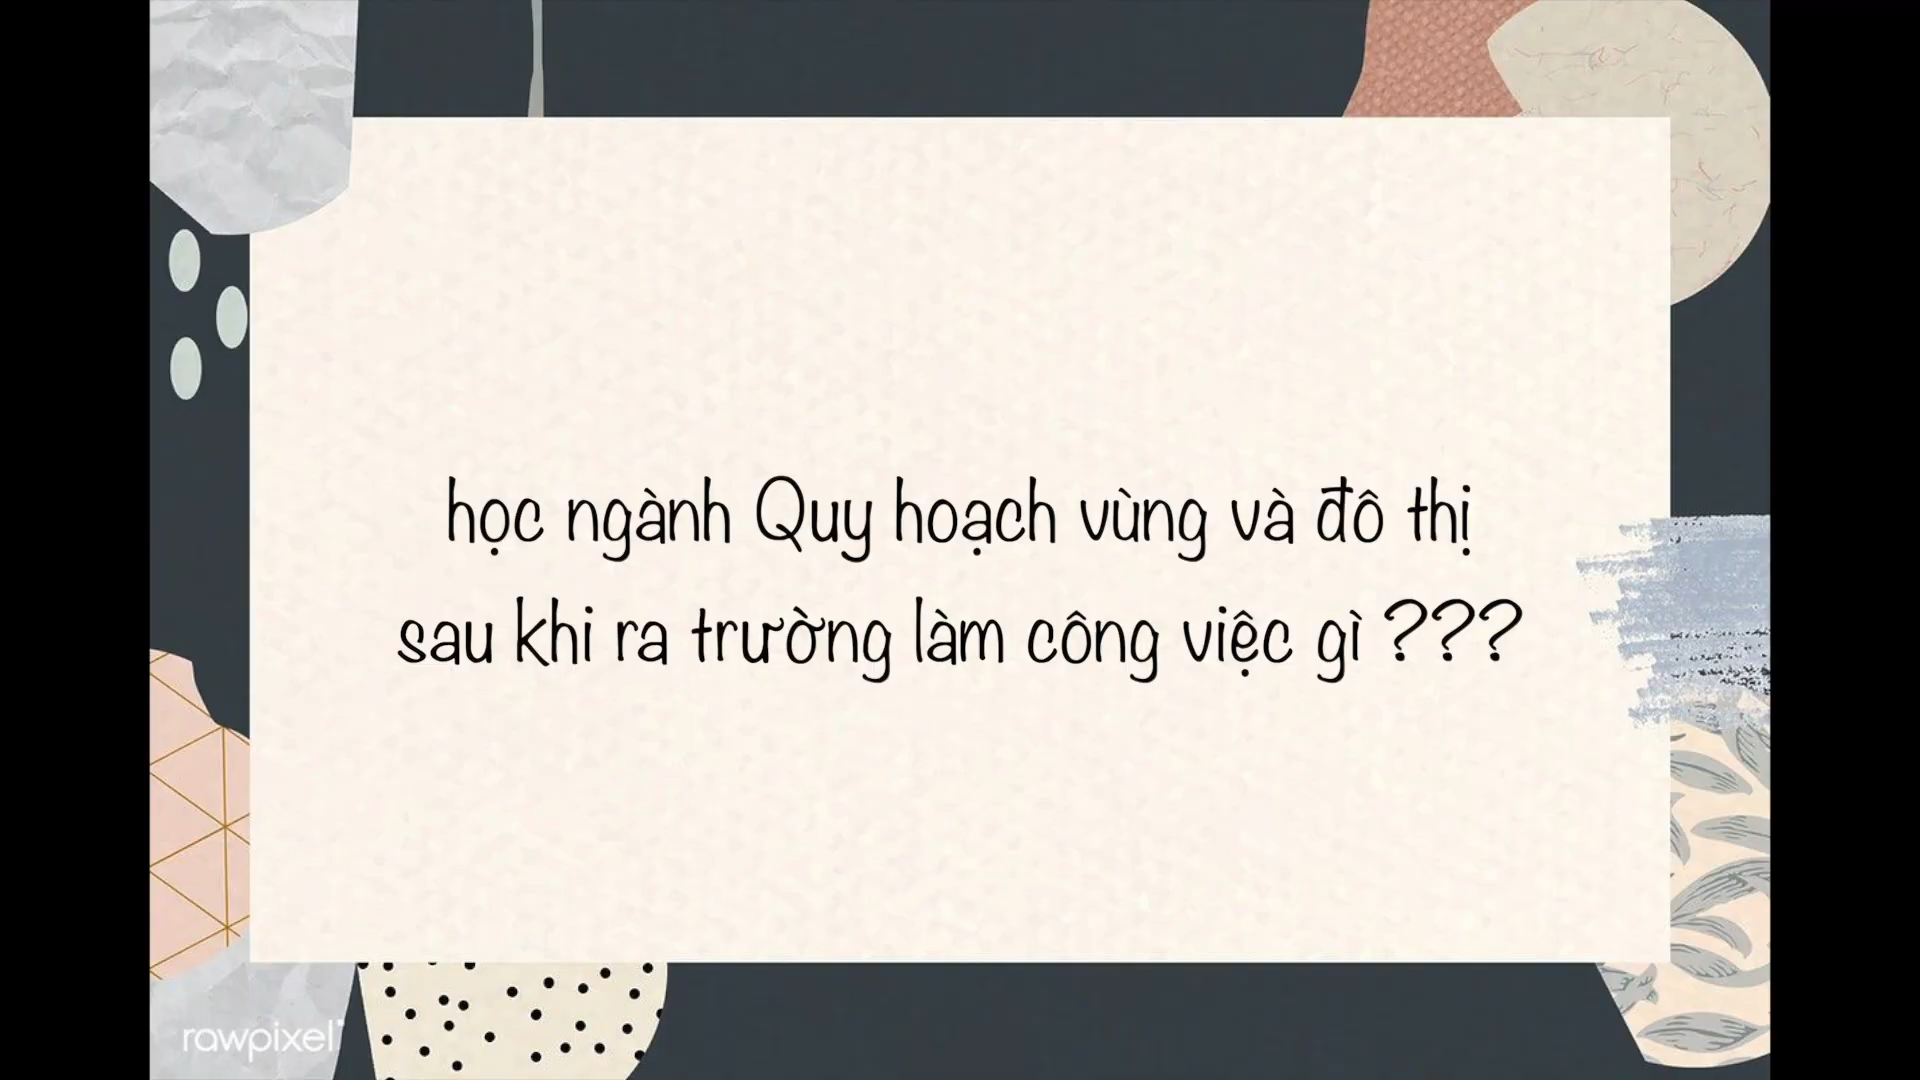 học ngành Quy hoạch vùng và đô thị
sau khi ra trường làm công việc gì ???
rawpixel